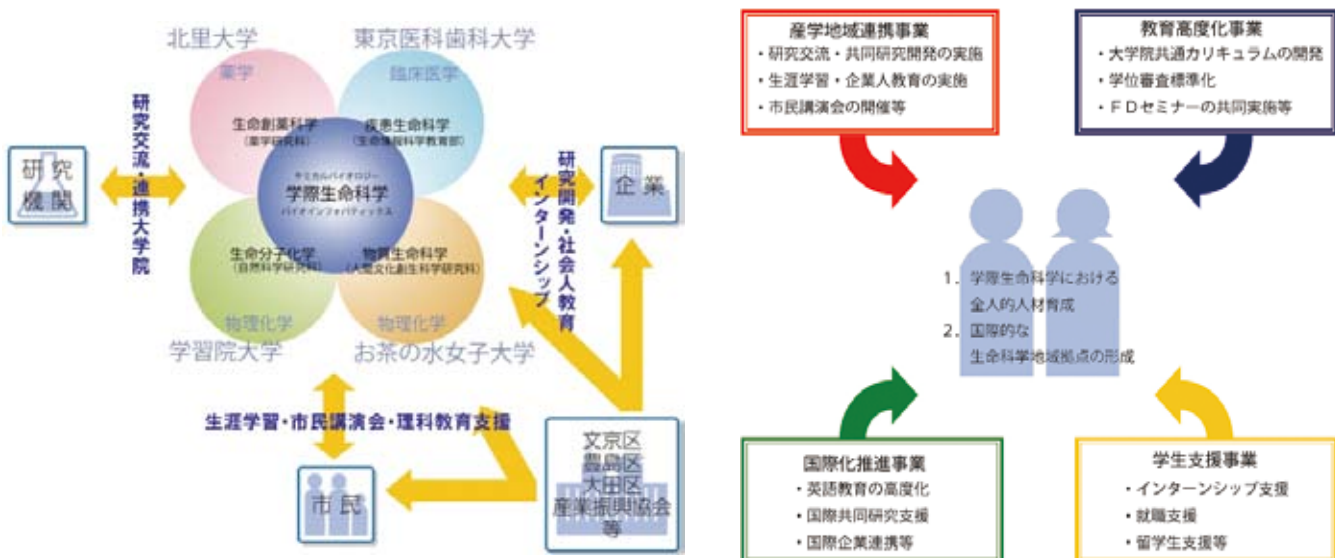 北里大学
東京医科歯科大学
薬学
臨床医学
生命創薬科学
（薬学研究科）
疾患生命科学
（生命情報科学教育部）
ケミカルバイオロジー
学際生命科学
バイオインフォマティックス
生命分子化学
（自然科学研究科）
物質生命科学
（人間文化創成科学研究科）
物理化学
物理化学
学習院大学
お茶の水女子大学
研究交流・連携大学院
研究
機関
研究開発・社会人教育
インターンシップ
企業
生涯学習・市民講演会・理科教育支援
市民
文京区
豊島区
大田区
産業振興協会
等
産学地域連携事業
・研究交流・共同研究開発の実施
・生涯学習・企業人教育の実施
・市民講演会の開催等
教育高度化事業
・大学院共通カリキュラムの開発
・学位審査標準化
・ＦＤセミナーの共同実施等
1．学際生命科学における
全人的人材育成
2．国際的な
生命科学地域拠点の形成
国際化推進事業
・英語教育の高度化
・国際共同研究支援
・国際企業連携等
学生支援事業
・インターンシップ支援
・就職支援
・留学生支援等